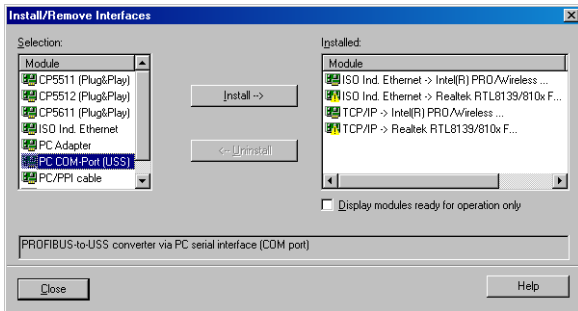 Install/Remove Interfaces
Selection:
Module
CP5511 (Plug&Play)
CP5512 (Plug&Play)
CP5611 (Plug&Play)
ISO Ind. Ethernet
PC Adapter
PC COM-Port (USS)
PC/PPI cable
Install -->
<-- Uninstall
Installed:
Module
ISO Ind. Ethernet -> Intel(R) PRO/Wireless ...
ISO Ind. Ethernet -> Realtek RTL8139/810x F...
TCP/IP -> Intel(R) PRO/Wireless ...
TCP/IP -> Realtek RTL8139/810x F...
Display modules ready for operation only
PROFIBUS-to-USS converter via PC serial interface (COM port)
Close
Help